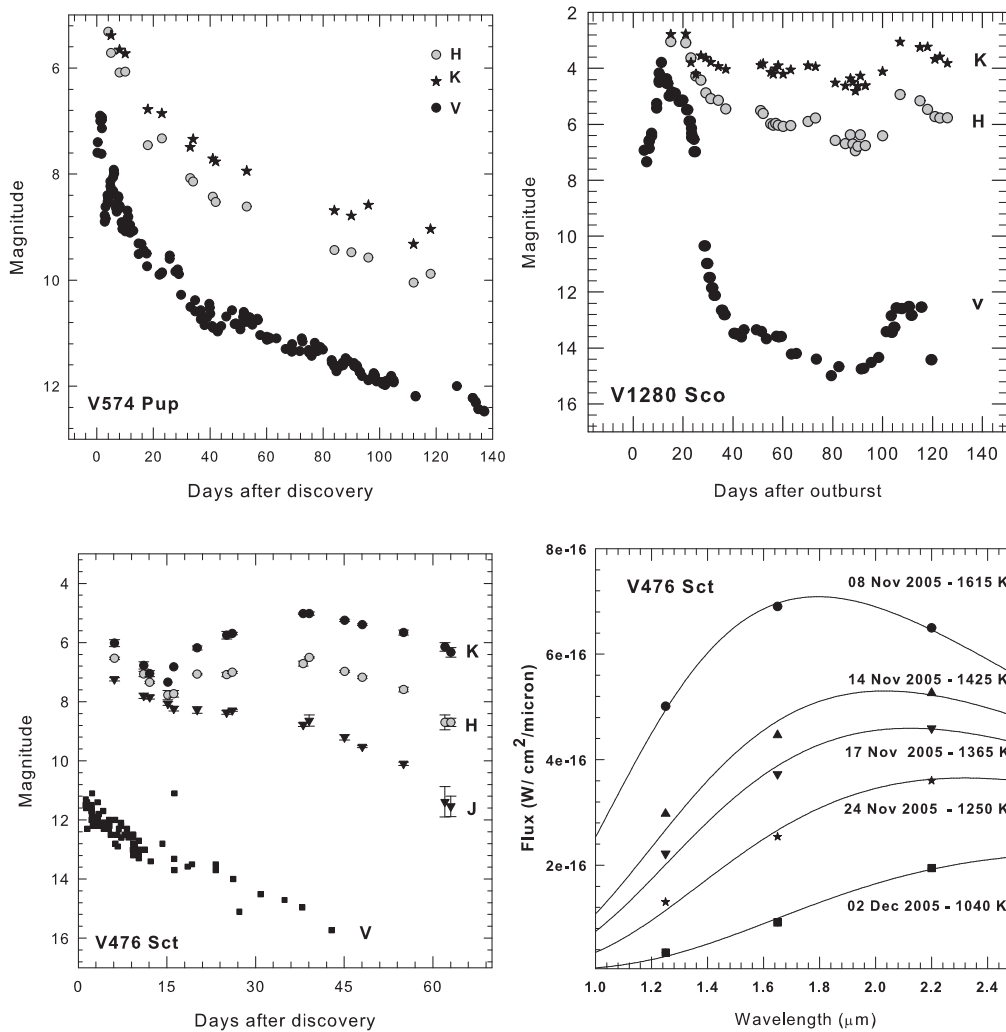 6
8
10
12
Magnitude
H
K
V
V574 Pup
0 20 40 60 80 100 120 140
Days after discovery
2
4
6
8
10
12
14
16
Magnitude
K
H
V
V1280 Sco
0 20 40 60 80 100 120 140
Days after outburst
4
6
8
10
12
14
16
Magnitude
K
H
J
V
V476 Sct
0 15 30 45 60
Days after discovery
8e-16
6e-16
4e-16
2e-16
Flux (W/ cm2/micron)
V476 Sct
08 Nov 2005 - 1615 K
14 Nov 2005 - 1425 K
17 Nov 2005 - 1365 K
24 Nov 2005 - 1250 K
02 Dec 2005 - 1040 K
1.0 1.2 1.4 1.6 1.8 2.0 2.2 2.4
Wavelength (μm)